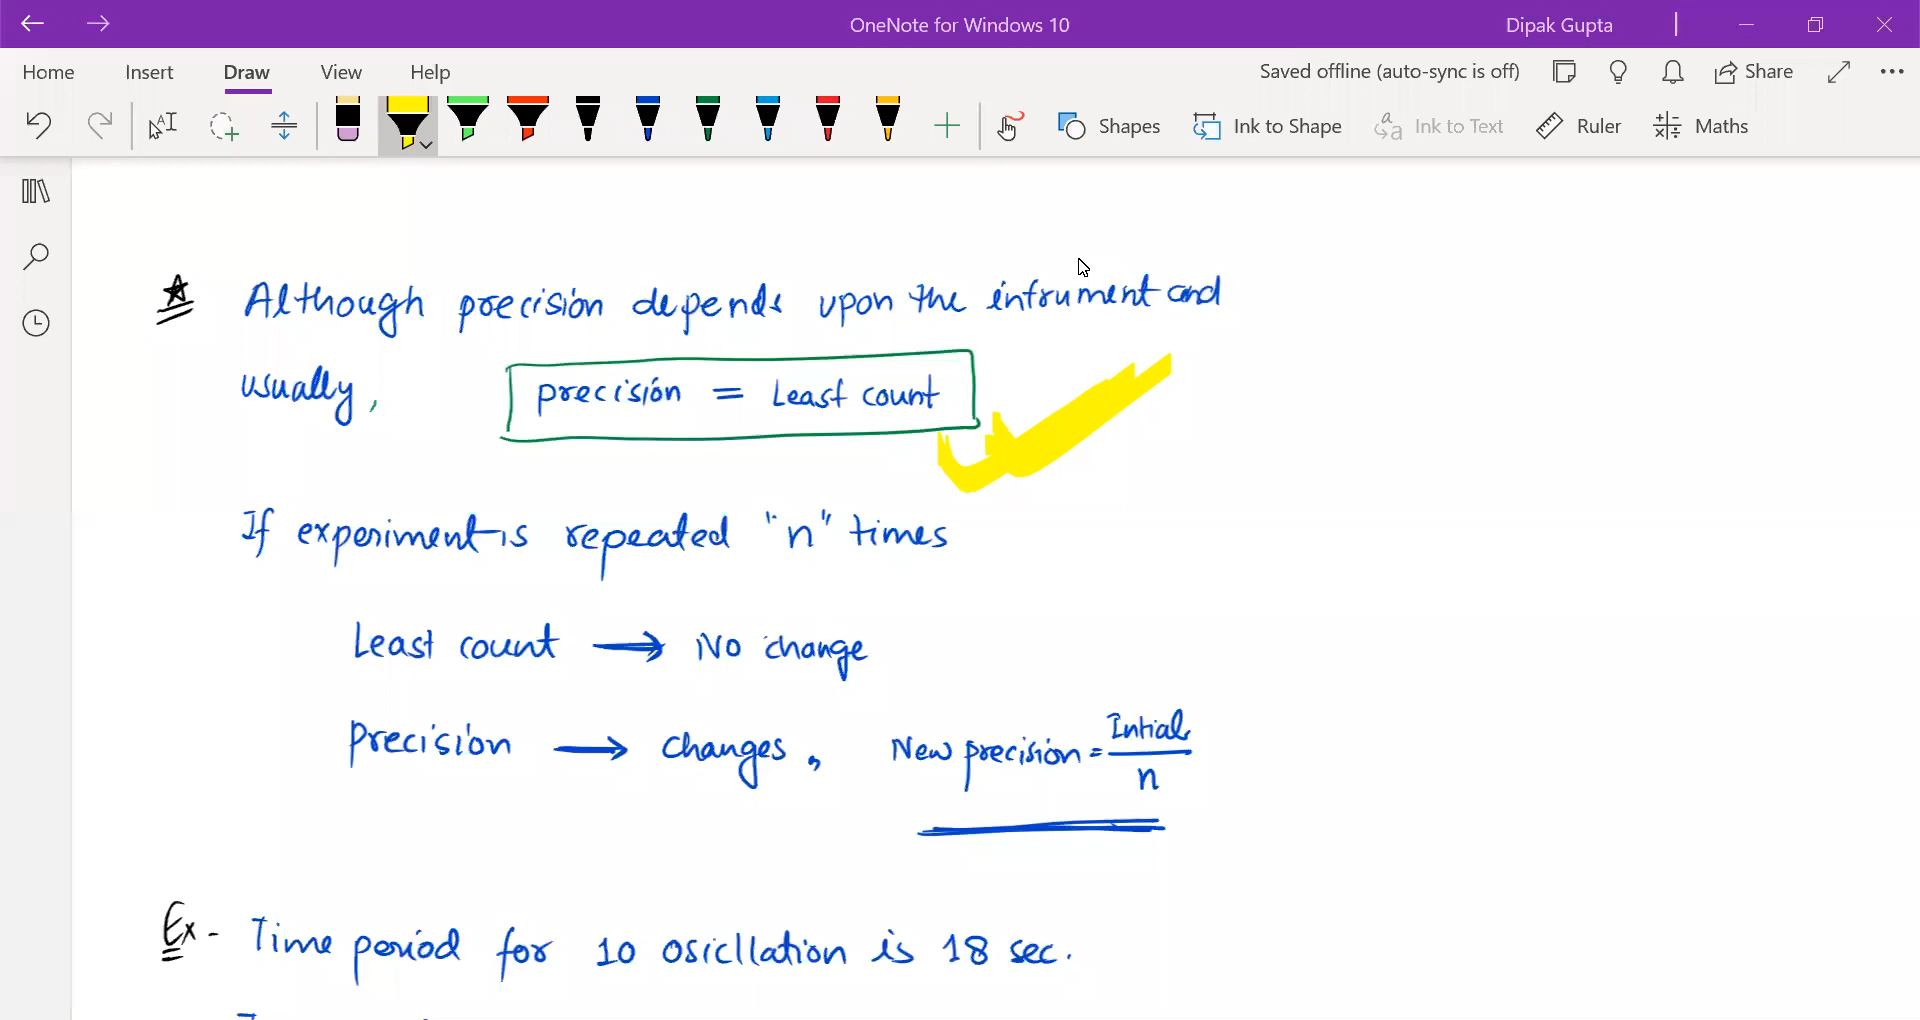 OneNote for Windows 10
Dipak Gupta
Home Insert Draw View Help
Saved offline (auto-sync is off) Share
Shapes Ink to Shape Ink to Text Ruler Maths
Although precision depends upon the intrument and
usually,
precision = Least count
If experiment is repeated "n" times
Least count → No change
Precision → changes, New precision = Intial/n
Ex - Time period for 10 osicllation is 18 sec.